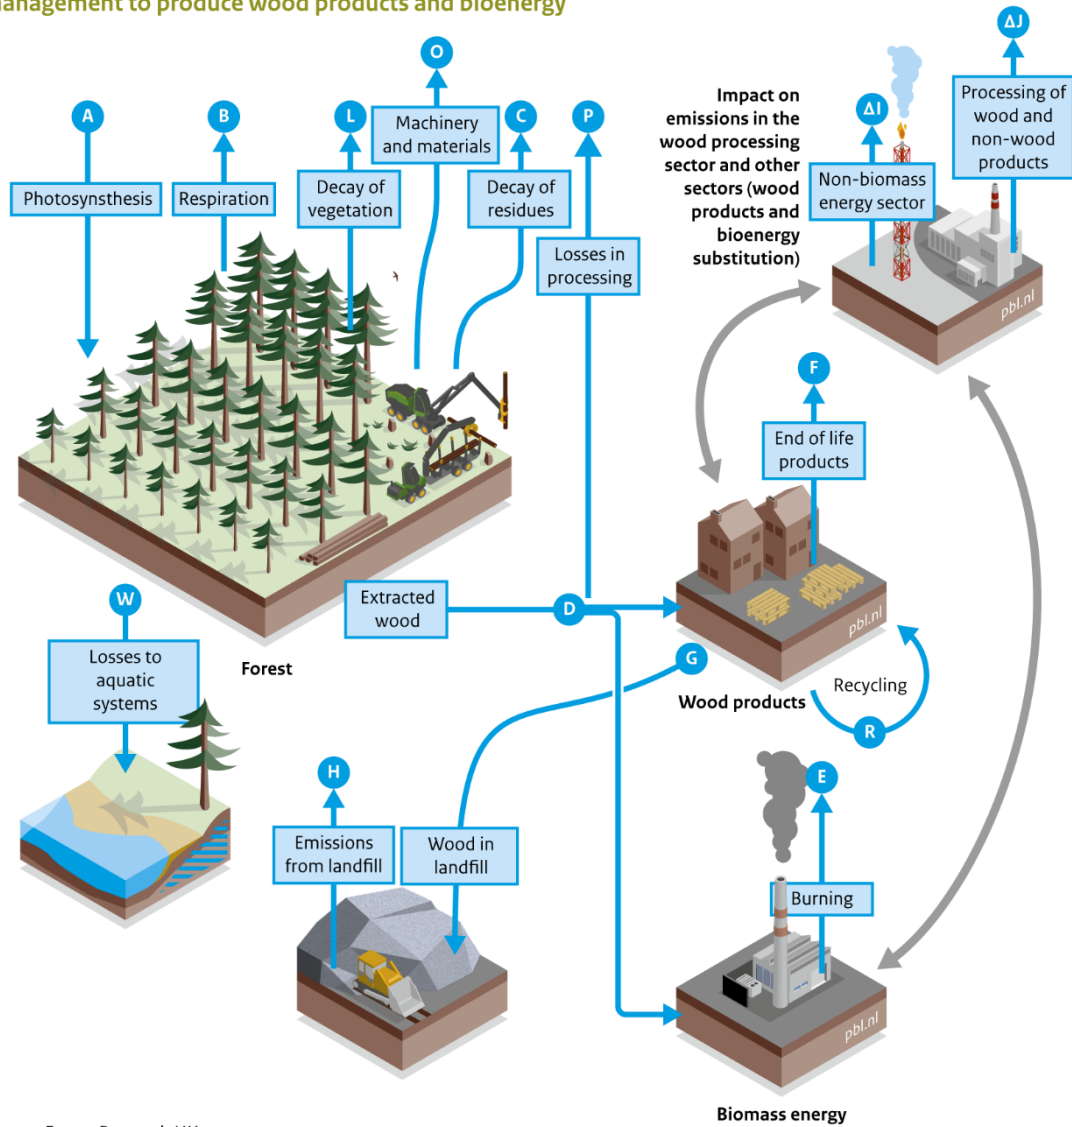 management to produce wood products and bioenergy
ΔJ
O
A
B
L
C
P
ΔI
Machinery
and materials
Impact on
emissions in the
wood processing
sector and other
sectors (wood
products and
bioenergy
substitution)
Processing of
wood and
non-wood
products
Photosynsthesis
Respiration
Decay of
vegetation
Decay of
residues
Losses in
processing
Non-biomass
energy sector
pbl.nl
F
End of life
products
W
Extracted
wood
D
pbl.nl
Losses to
aquatic
systems
Forest
G
Wood products
Recycling
R
H
E
Emissions
from landfill
Wood in
landfill
Burning
pbl.nl
Biomass energy